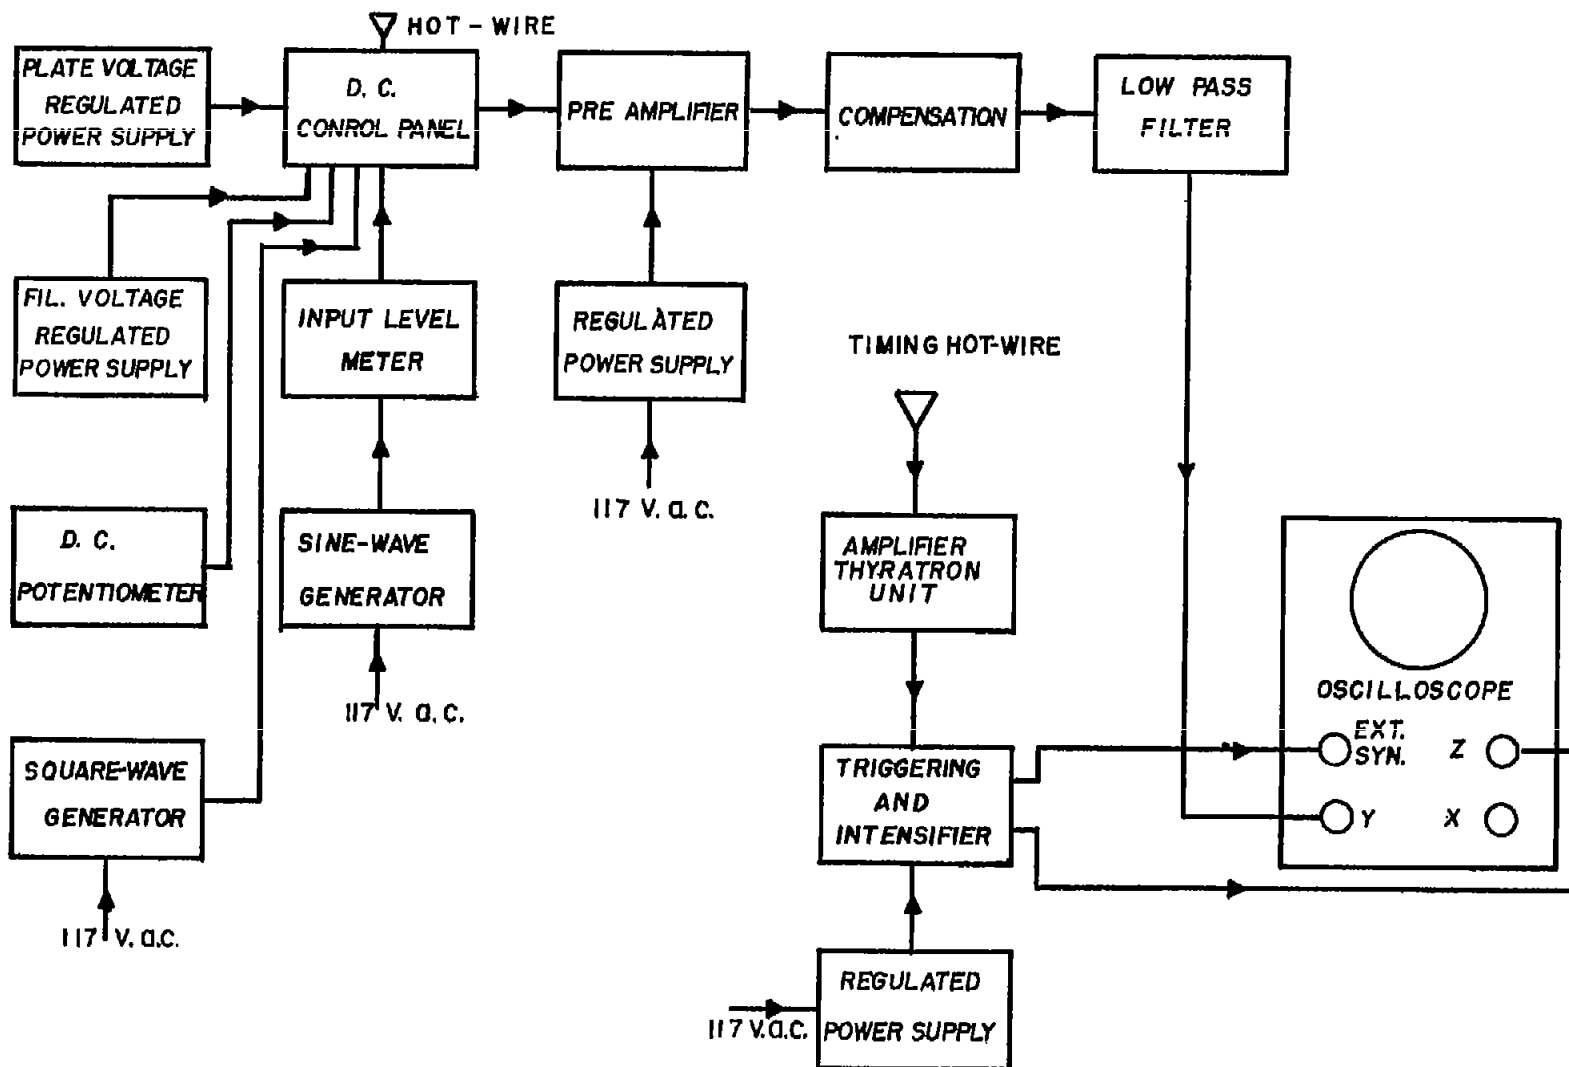 HOT-WIRE
PLATE VOLTAGE
REGULATED
POWER SUPPLY
D. C.
CONROL PANEL
PRE AMPLIFIER
COMPENSATION
LOW PASS
FILTER
FIL. VOLTAGE
REGULATED
POWER SUPPLY
INPUT LEVEL
METER
REGULATED
POWER SUPPLY
TIMING HOT-WIRE
117 V. a. c.
D. C.
POTENTIOMETER
SINE-WAVE
GENERATOR
AMPLIFIER
THYRATRON
UNIT
117 V. a. c.
OSCILLOSCOPE
EXT.
SYN.
Z
Y
X
SQUARE-WAVE
GENERATOR
TRIGGERING
AND
INTENSIFIER
117 V. a.c.
REGULATED
POWER SUPPLY
117 V.a.c.